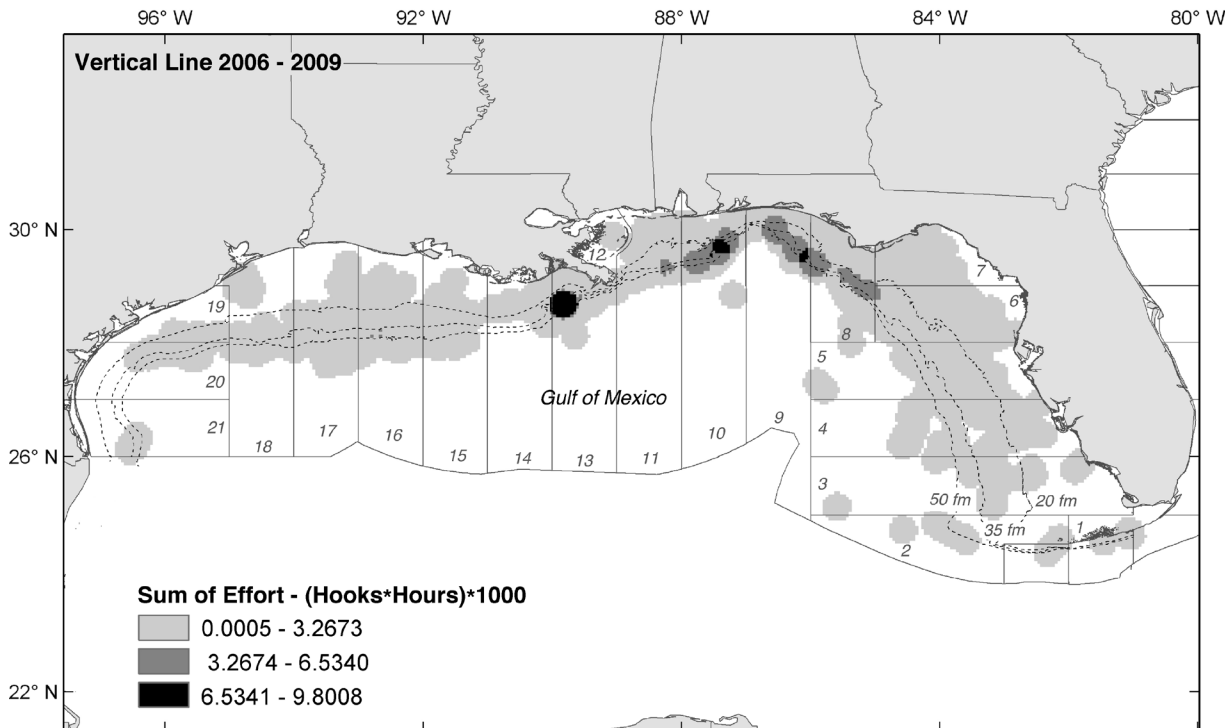 96° W 92° W 88° W 84° W 80° W
Vertical Line 2006 - 2009
30° N
12
7
6
19
8
5
20
Gulf of Mexico
9
4
21
18 17 16 15 14 13 11 10
26° N
3
50 fm 20 fm
35 fm 1
2
Sum of Effort - (Hooks*Hours)*1000
0.0005 - 3.2673
3.2674 - 6.5340
6.5341 - 9.8008
22° N